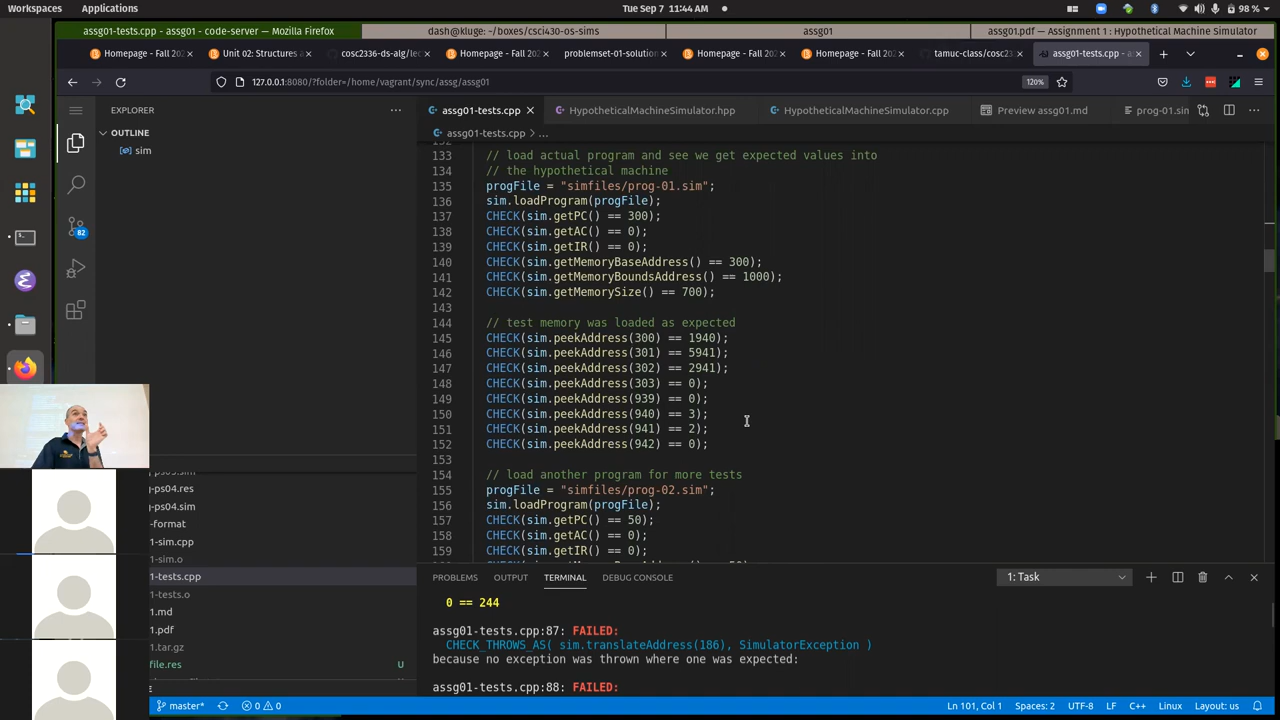 Workspaces
Applications
Tue Sep 7 11:44 AM
98 %
assg01-tests.cpp - assg01 - code-server — Mozilla Firefox
dash@kluge: ~/boxes/csci430-os-sims
assg01
assg01.pdf — Assignment 1 : Hypothetical Machine Simulator
Homepage - Fall 202
Unit 02: Structures a
cosc2336-ds-alg/lec
Homepage - Fall 202
problemset-01-solution
Homepage - Fall 202
Homepage - Fall 202
tamuc-class/cosc23
assg01-tests.cpp - as
127.0.0.1:8080/?folder=/home/vagrant/sync/assg/assg01
120%
EXPLORER
OUTLINE
sim
82
assg01-tests.cpp
HypotheticalMachineSimulator.hpp
HypotheticalMachineSimulator.cpp
Preview assg01.md
prog-01.sim
assg01-tests.cpp > ...
133 // load actual program and see we get expected values into
134 // the hypothetical machine
135 progFile = "simfiles/prog-01.sim";
136 sim.loadProgram(progFile);
137 CHECK(sim.getPC() == 300);
138 CHECK(sim.getAC() == 0);
139 CHECK(sim.getIR() == 0);
140 CHECK(sim.getMemoryBaseAddress() == 300);
141 CHECK(sim.getMemoryBoundsAddress() == 1000);
142 CHECK(sim.getMemorySize() == 700);
143
144 // test memory was loaded as expected
145 CHECK(sim.peekAddress(300) == 1940);
146 CHECK(sim.peekAddress(301) == 5941);
147 CHECK(sim.peekAddress(302) == 2941);
148 CHECK(sim.peekAddress(303) == 0);
149 CHECK(sim.peekAddress(939) == 0);
150 CHECK(sim.peekAddress(940) == 3);
151 CHECK(sim.peekAddress(941) == 2);
152 CHECK(sim.peekAddress(942) == 0);
153
154 // load another program for more tests
155 progFile = "simfiles/prog-02.sim";
156 sim.loadProgram(progFile);
157 CHECK(sim.getPC() == 50);
158 CHECK(sim.getAC() == 0);
159 CHECK(sim.getIR() == 0);
-ps03.res
g-ps04.res
-ps04.sim
-format
1-sim.cpp
1-sim.o
1-tests.cpp
1-tests.o
1.md
1.pdf
1.tar.gz
file.res U
PROBLEMS
OUTPUT
TERMINAL
DEBUG CONSOLE
1: Task
0 == 244
assg01-tests.cpp:87: FAILED:
CHECK_THROWS_AS( sim.translateAddress(186), SimulatorException )
because no exception was thrown where one was expected:
assg01-tests.cpp:88: FAILED:
master*
0
0
Ln 101, Col 1
Spaces: 2
UTF-8
LF
C++
Linux
Layout: us